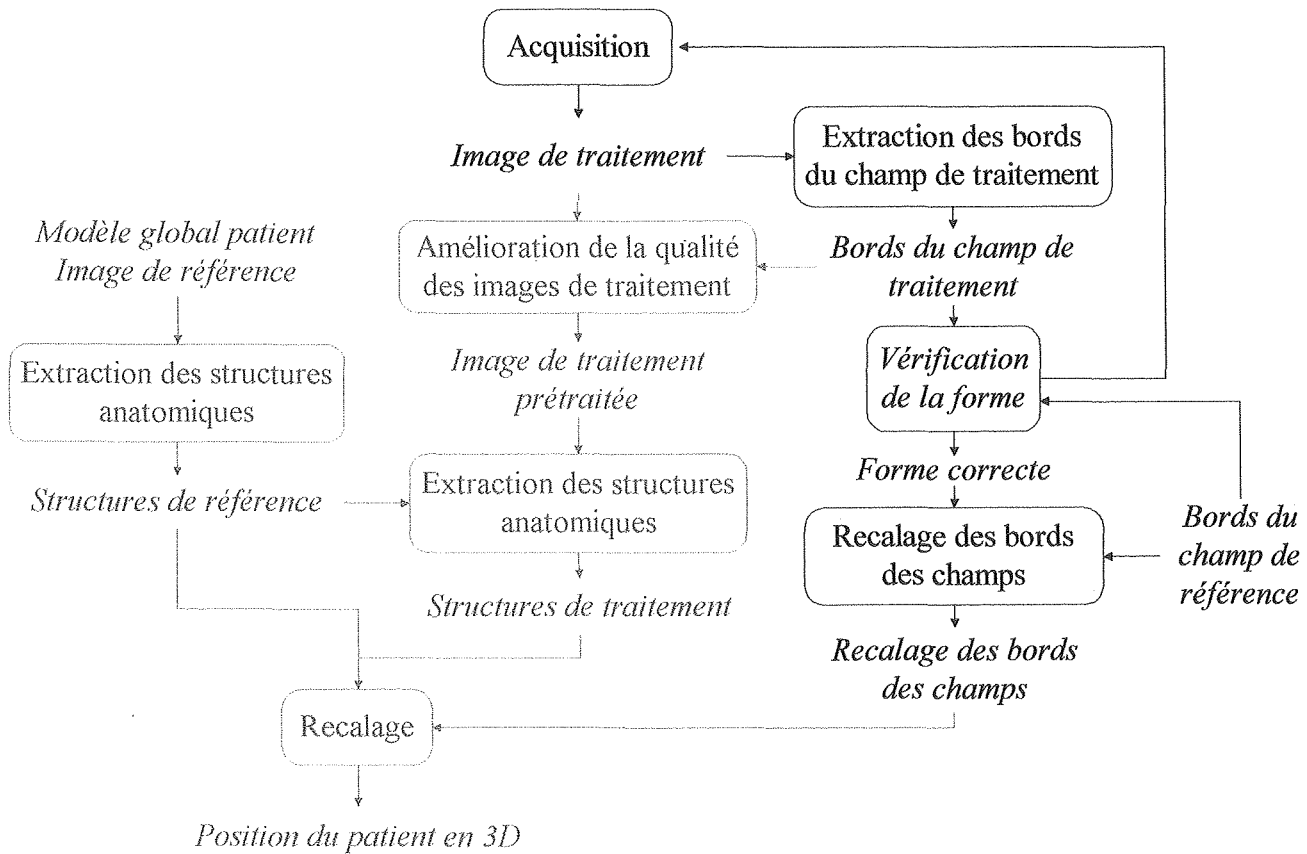 Acquisition
Image de traitement
Extraction des bords
du champ de traitement
Modèle global patient
Image de référence
Amélioration de la qualité
des images de traitement
Bords du champ de
traitement
Extraction des structures
anatomiques
Image de traitement
prétraitée
Vérification
de la forme
Structures de référence
Extraction des structures
anatomiques
Forme correcte
Recalage des bords
des champs
Bords du
champ de
référence
Structures de traitement
Recalage des bords
des champs
Recalage
Position du patient en 3D